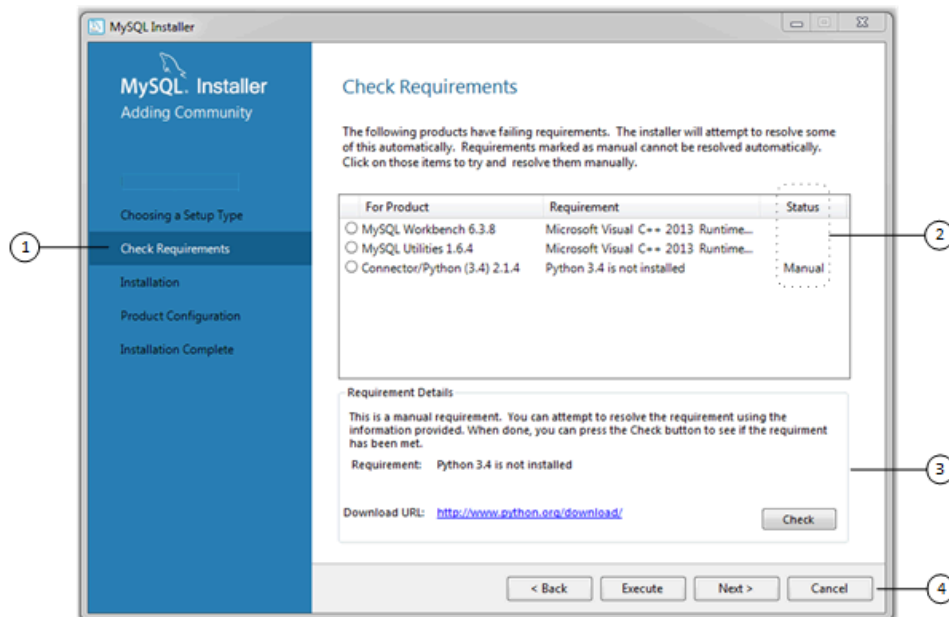 MySQL Installer
MySQL. Installer
Adding Community
Choosing a Setup Type
Check Requirements
Installation
Product Configuration
Installation Complete
Check Requirements
The following products have failing requirements. The installer will attempt to resolve some
of this automatically. Requirements marked as manual cannot be resolved automatically.
Click on those items to try and resolve them manually.
For Product Requirement Status
MySQL Workbench 6.3.8 Microsoft Visual C++ 2013 Runtime...
MySQL Utilities 1.6.4 Microsoft Visual C++ 2013 Runtime...
Connector/Python (3.4) 2.1.4 Python 3.4 is not installed Manual
Requirement Details
This is a manual requirement. You can attempt to resolve the requirement using the
information provided. When done, you can press the Check button to see if the requirment
has been met.
Requirement: Python 3.4 is not installed
Download URL: http://www.python.org/download/
Check
< Back Execute Next > Cancel
1
2
3
4